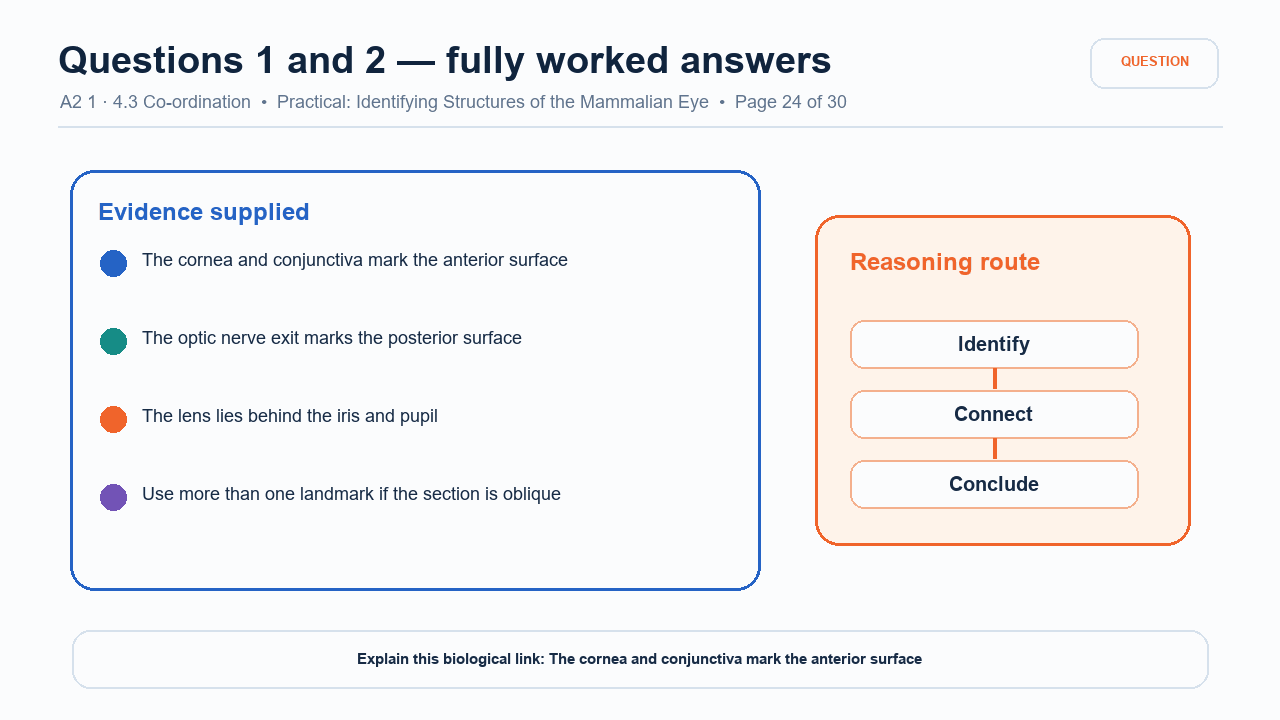 Questions 1 and 2 — fully worked answers
QUESTION
A2 1 · 4.3 Co-ordination • Practical: Identifying Structures of the Mammalian Eye • Page 24 of 30
Evidence supplied
The cornea and conjunctiva mark the anterior surface
The optic nerve exit marks the posterior surface
The lens lies behind the iris and pupil
Use more than one landmark if the section is oblique
Reasoning route
Identify
Connect
Conclude
Explain this biological link: The cornea and conjunctiva mark the anterior surface